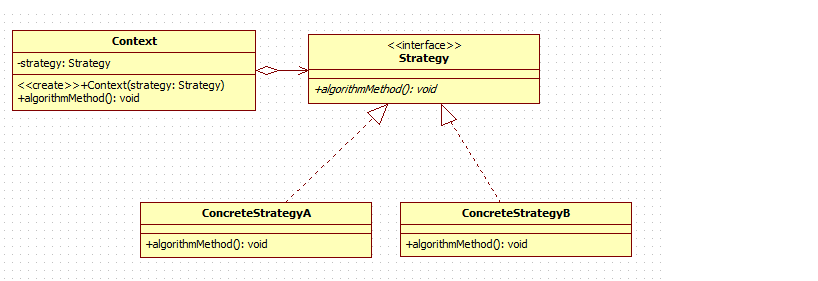 Context
-strategy: Strategy
<<create>>+Context(strategy: Strategy)
+algorithmMethod(): void
<<interface>>
Strategy
+algorithmMethod(): void
ConcreteStrategyA
+algorithmMethod(): void
ConcreteStrategyB
+algorithmMethod(): void